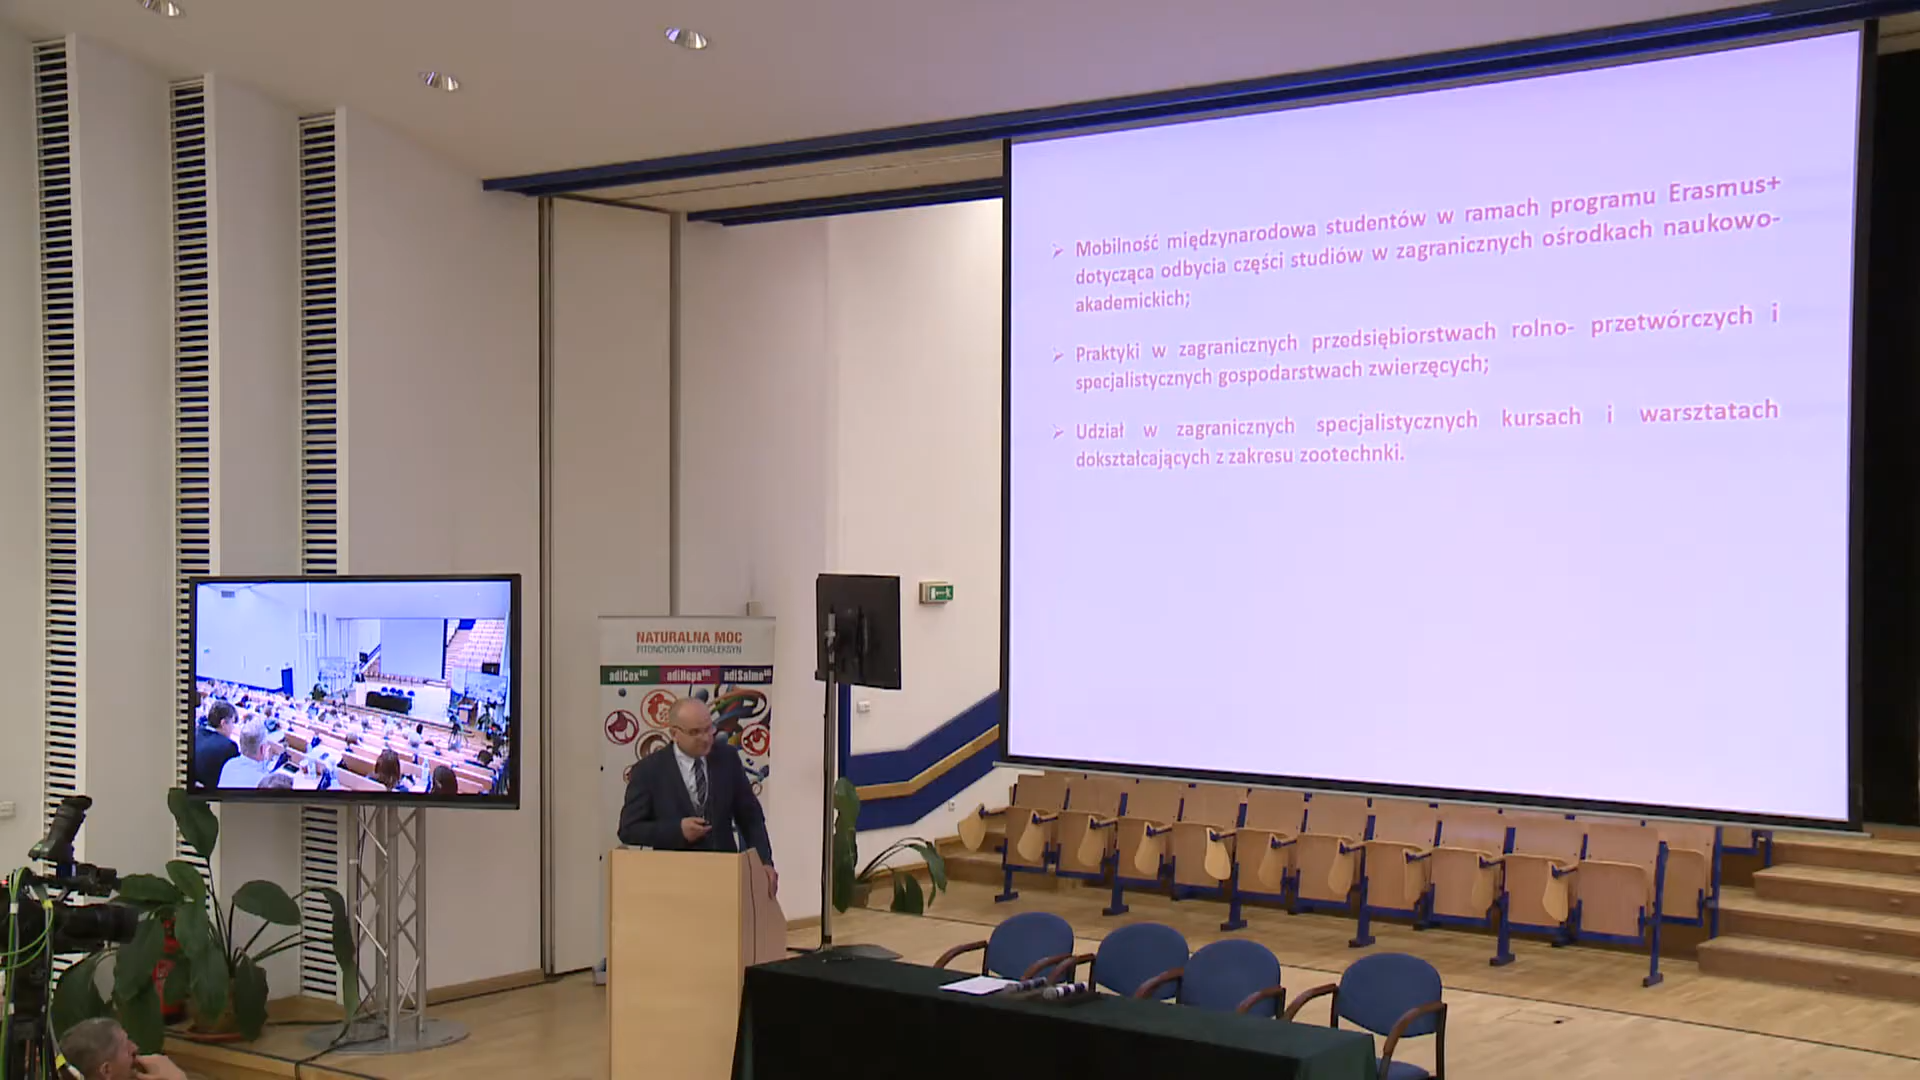 Mobilność międzynarodowa studentów w ramach programu Erasmus+
dotycząca odbycia części studiów w zagranicznych ośrodkach naukowo-
akademickich;
Praktyki w zagranicznych przedsiębiorstwach rolno- przetwórczych i
specjalistycznych gospodarstwach zwierzęcych;
Udział w zagranicznych specjalistycznych kursach i warsztatach
dokształcających z zakresu zootechnki.
NATURALNA MOC
FITONCYDÓW I FITOALEKSYN
adiCox adiHepa adiSalmo